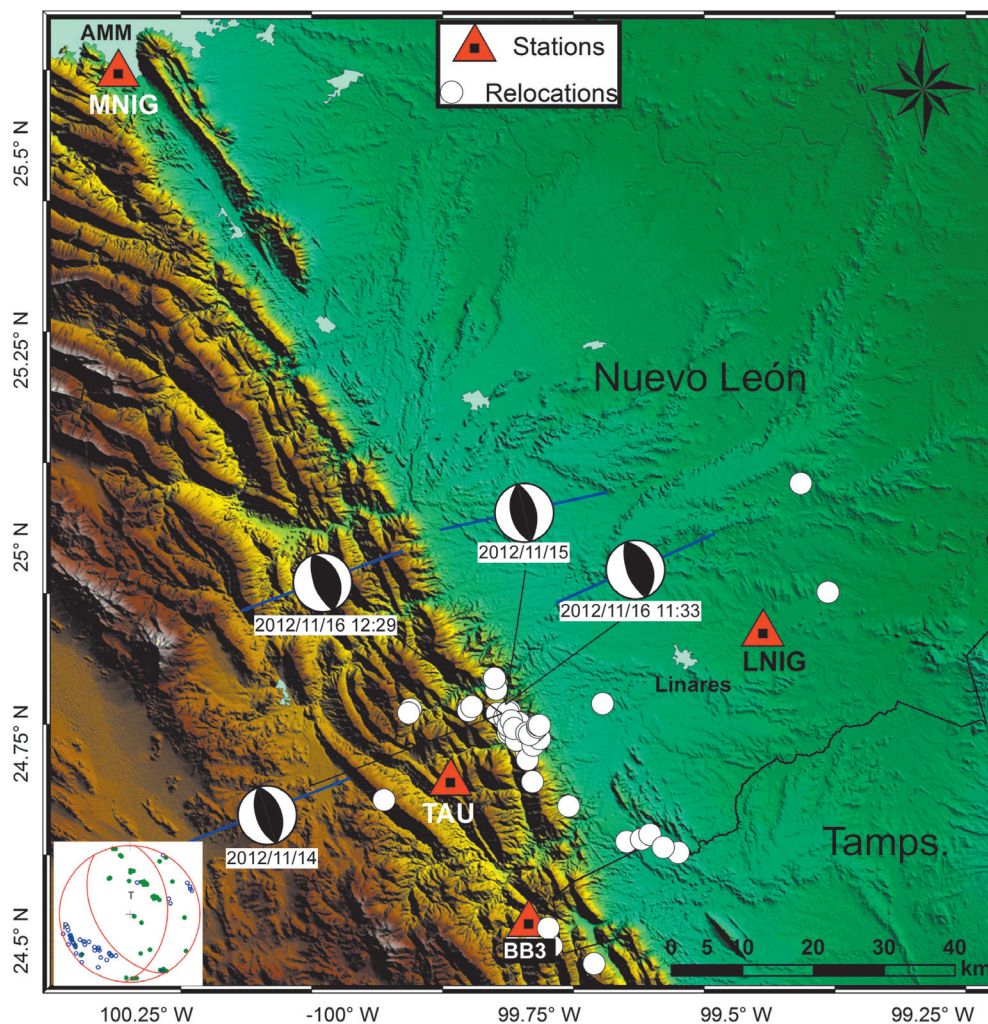 AMM
MNIG
Stations
Relocations
N
W
E
S
25.5° N
25.25° N
25° N
24.75° N
24.5° N
Nuevo León
2012/11/15
2012/11/16 12:29
2012/11/16 11:33
LNIG
Linares
TAU
2012/11/14
Tamps.
T
BB3
0 5 10 20 30 40
km
100.25° W
-100° W
99.75° W
99.5° W
99.25° W